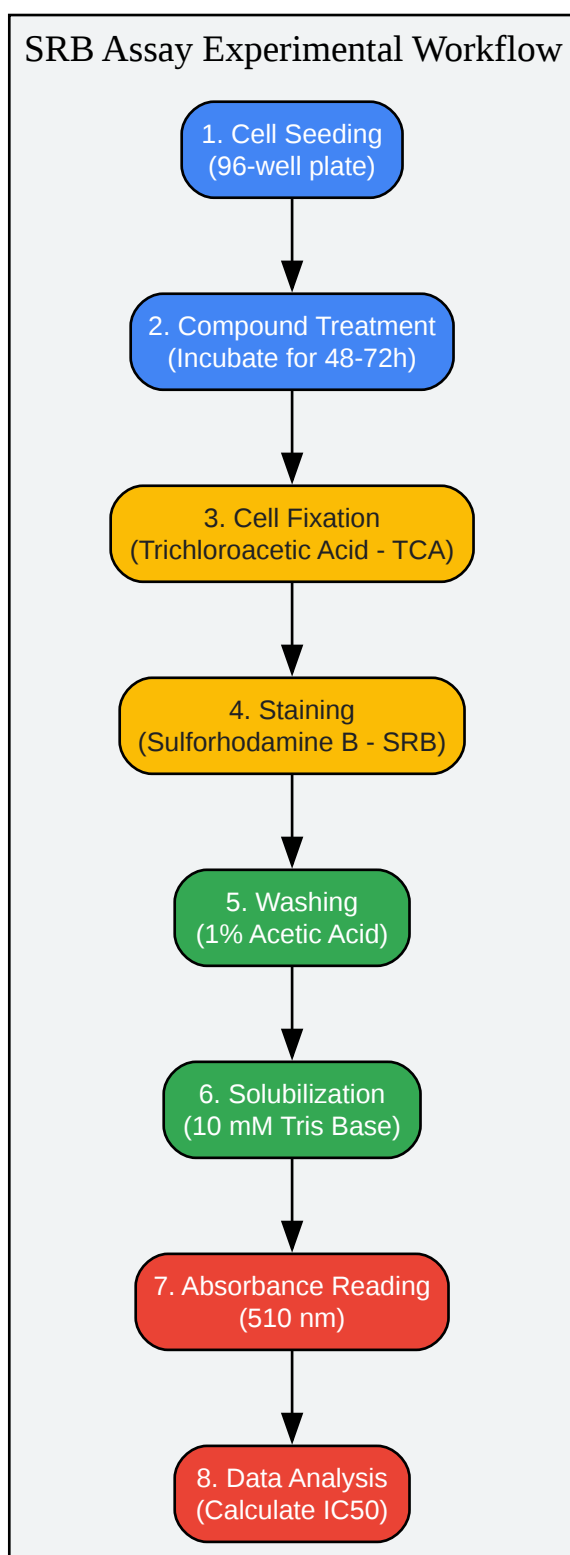 SRB Assay Experimental Workflow
1. Cell Seeding
(96-well plate)
2. Compound Treatment
(Incubate for 48-72h)
3. Cell Fixation
(Trichloroacetic Acid - TCA)
4. Staining
(Sulforhodamine B - SRB)
5. Washing
(1% Acetic Acid)
6. Solubilization
(10 mM Tris Base)
7. Absorbance Reading
(510 nm)
8. Data Analysis
(Calculate IC50)